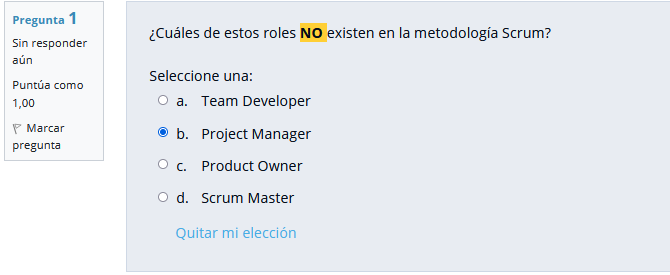 Pregunta 1
Sin responder
aún
Puntúa como
1,00
Marcar
pregunta
¿Cuáles de estos roles NO existen en la metodología Scrum?
Seleccione una:
a. Team Developer
b. Project Manager
c. Product Owner
d. Scrum Master
Quitar mi elección